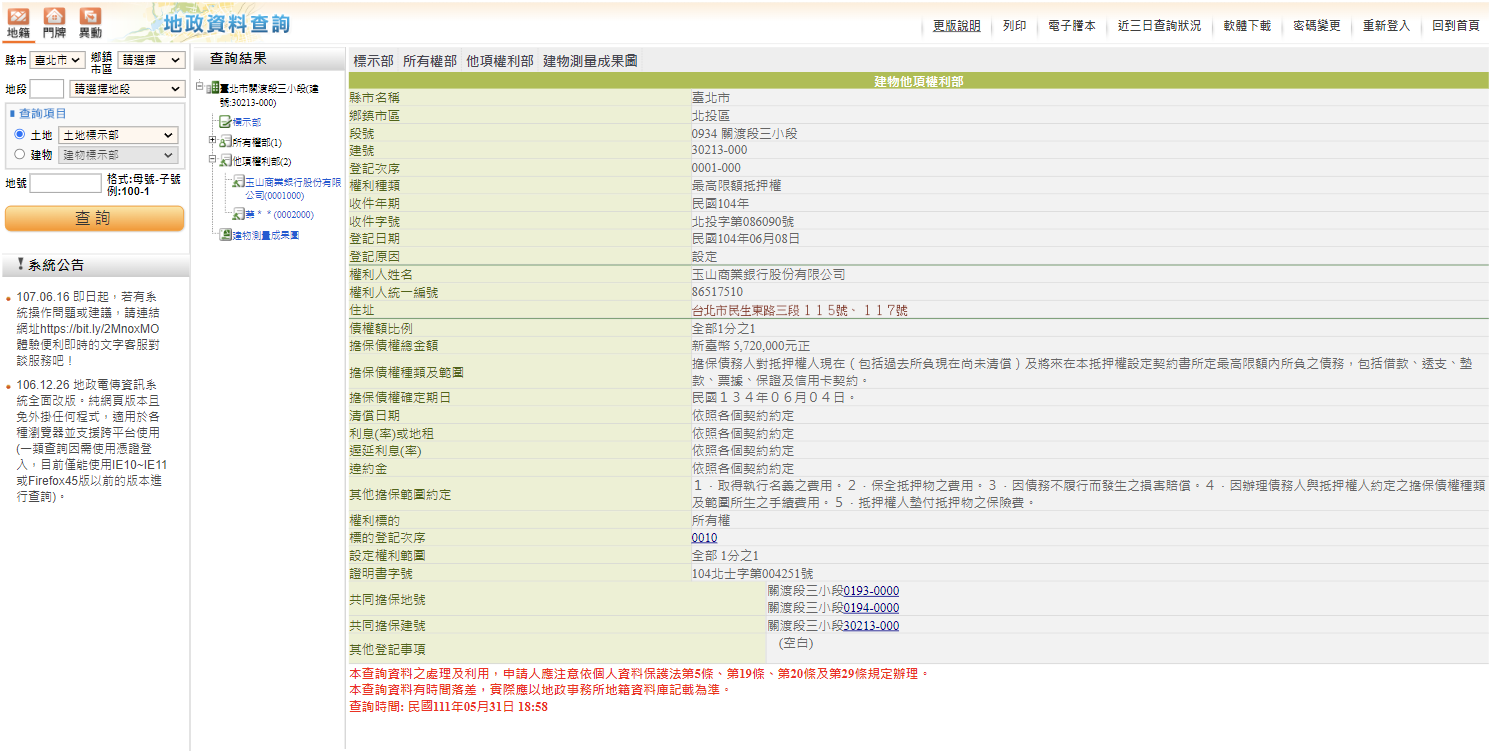 地籍 門牌 異動
地政資料查詢
更版說明 列印 電子謄本 近三日查詢狀況 軟體下載 密碼變更 重新登入 回到首頁
縣市 臺北市 鄉鎮市區 請選擇
地段 請選擇地段
查詢項目
土地 土地標示部
建物 建物標示部
地號 格式:母號-子號
例:100-1
查詢
系統公告
107.06.16 即日起，若有系
統操作問題或建議，請連結
網址https://bit.ly/2MnoxMO
體驗便利即時的文字客服對
談服務吧！
106.12.26 地政電傳資訊系
統全面改版。純網頁版本且
免外掛任何程式，適用於各
種瀏覽器並支援跨平台使用
(一類查詢因需使用憑證登
入，目前僅能使用IE10~IE11
或Firefox45版以前的版本進
行查詢)。
查詢結果
臺北市關渡段三小段(建
號:30213-000)
標示部
所有權部(1)
他項權利部(2)
玉山商業銀行股份有限
公司(0001000)
葉＊＊(0002000)
建物測量成果圖
標示部 所有權部 他項權利部 建物測量成果圖
建物他項權利部
縣市名稱 臺北市
鄉鎮市區 北投區
段號 0934 關渡段三小段
建號 30213-000
登記次序 0001-000
權利種類 最高限額抵押權
收件年期 民國104年
收件字號 北投字第086090號
登記日期 民國104年06月08日
登記原因 設定
權利人姓名 玉山商業銀行股份有限公司
權利人統一編號 86517510
住址 台北市民生東路三段１１５號、１１７號
債權額比例 全部1分之1
擔保債權總金額 新臺幣 5,720,000元正
擔保債權種類及範圍 擔保債務人對抵押權人現在（包括過去所負現在尚未清償）及將來在本抵押權設定契約書所定最高限額內所負之債務，包括借款、透支、墊
款、票據、保證及信用卡契約。
擔保債權確定期日 民國１３４年０６月０４日。
清償日期 依照各個契約約定
利息(率)或地租 依照各個契約約定
遲延利息(率) 依照各個契約約定
違約金 依照各個契約約定
其他擔保範圍約定 １．取得執行名義之費用。２．保全抵押物之費用。３．因債務不履行而發生之損害賠償。４．因辦理債務人與抵押權人約定之擔保債權種類
及範圍所生之手續費用。５．抵押權人墊付抵押物之保險費。
權利標的 所有權
標的登記次序 0010
設定權利範圍 全部 1分之1
證明書字號 104北士字第004251號
共同擔保地號 關渡段三小段0193-0000
關渡段三小段0194-0000
共同擔保建號 關渡段三小段30213-000
其他登記事項 (空白)
本查詢資料之處理及利用，申請人應注意依個人資料保護法第5條、第19條、第20條及第29條規定辦理。
本查詢資料有時間落差，實際應以地政事務所地籍資料庫記載為準。
查詢時間: 民國111年05月31日 18:58